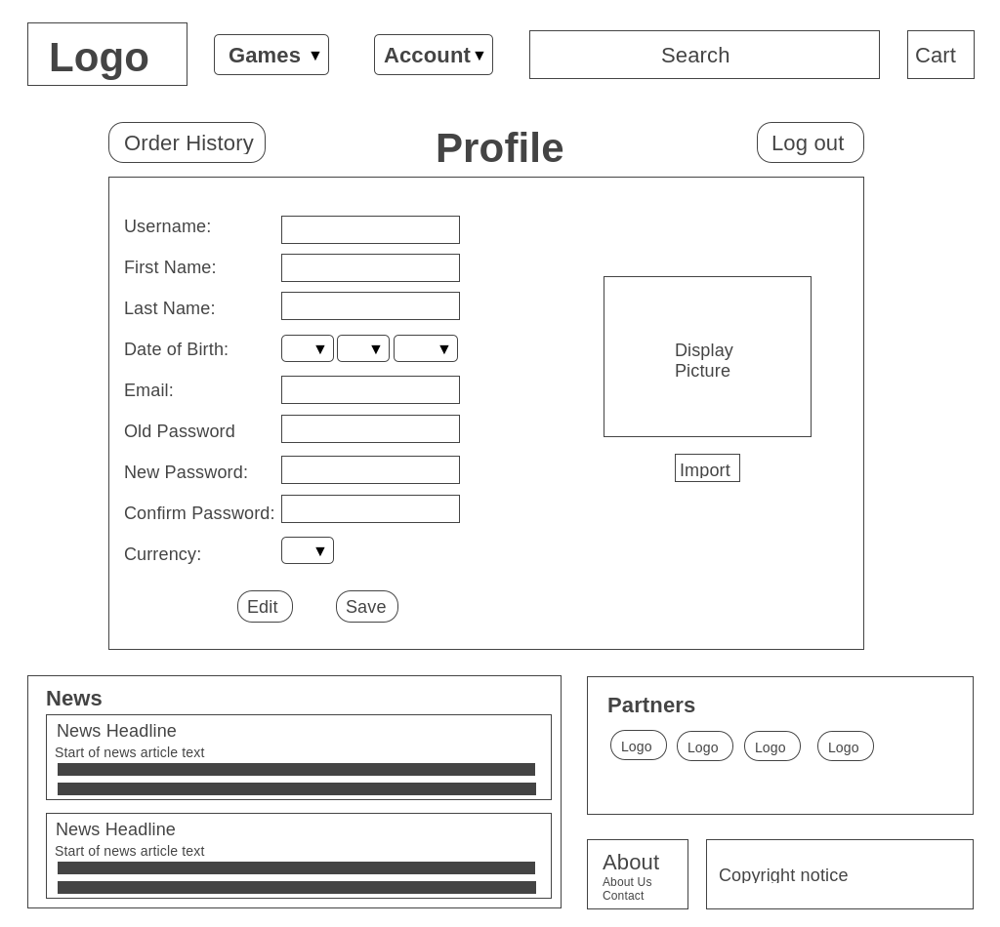 Logo
Games ▼
Account ▼
Search
Cart
Order History
Profile
Log out
Username:
First Name:
Last Name:
Date of Birth: ▼ ▼ ▼
Email:
Old Password
New Password:
Confirm Password:
Currency: ▼
Edit
Save
Display
Picture
Import
News
News Headline
Start of news article text
News Headline
Start of news article text
Partners
Logo
Logo
Logo
Logo
About
About Us
Contact
Copyright notice